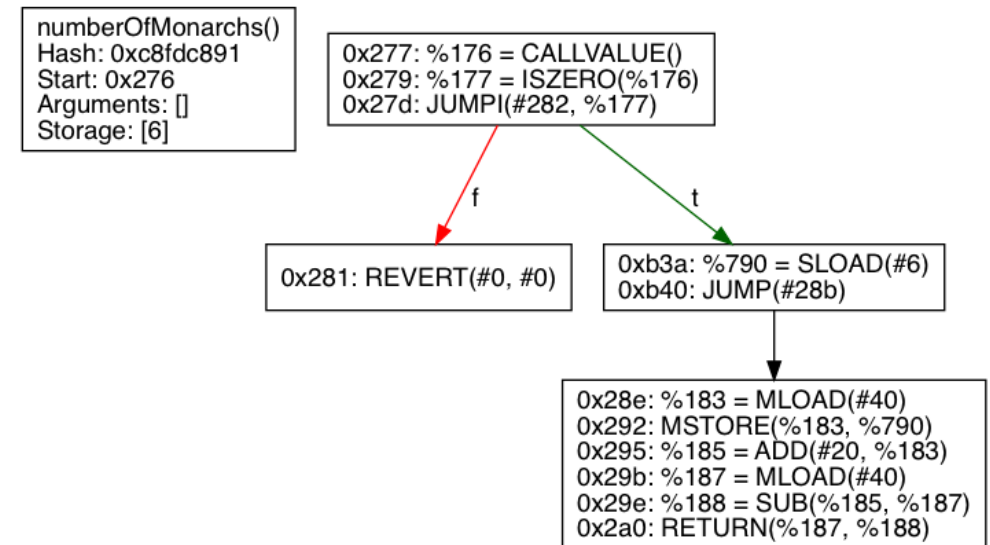 numberOfMonarchs()
Hash: 0xc8fdc891
Start: 0x276
Arguments: []
Storage: [6]
0x277: %176 = CALLVALUE()
0x279: %177 = ISZERO(%176)
0x27d: JUMPI(#282, %177)
f
t
0x281: REVERT(#0, #0)
0xb3a: %790 = SLOAD(#6)
0xb40: JUMP(#28b)
0x28e: %183 = MLOAD(#40)
0x292: MSTORE(%183, %790)
0x295: %185 = ADD(#20, %183)
0x29b: %187 = MLOAD(#40)
0x29e: %188 = SUB(%185, %187)
0x2a0: RETURN(%187, %188)